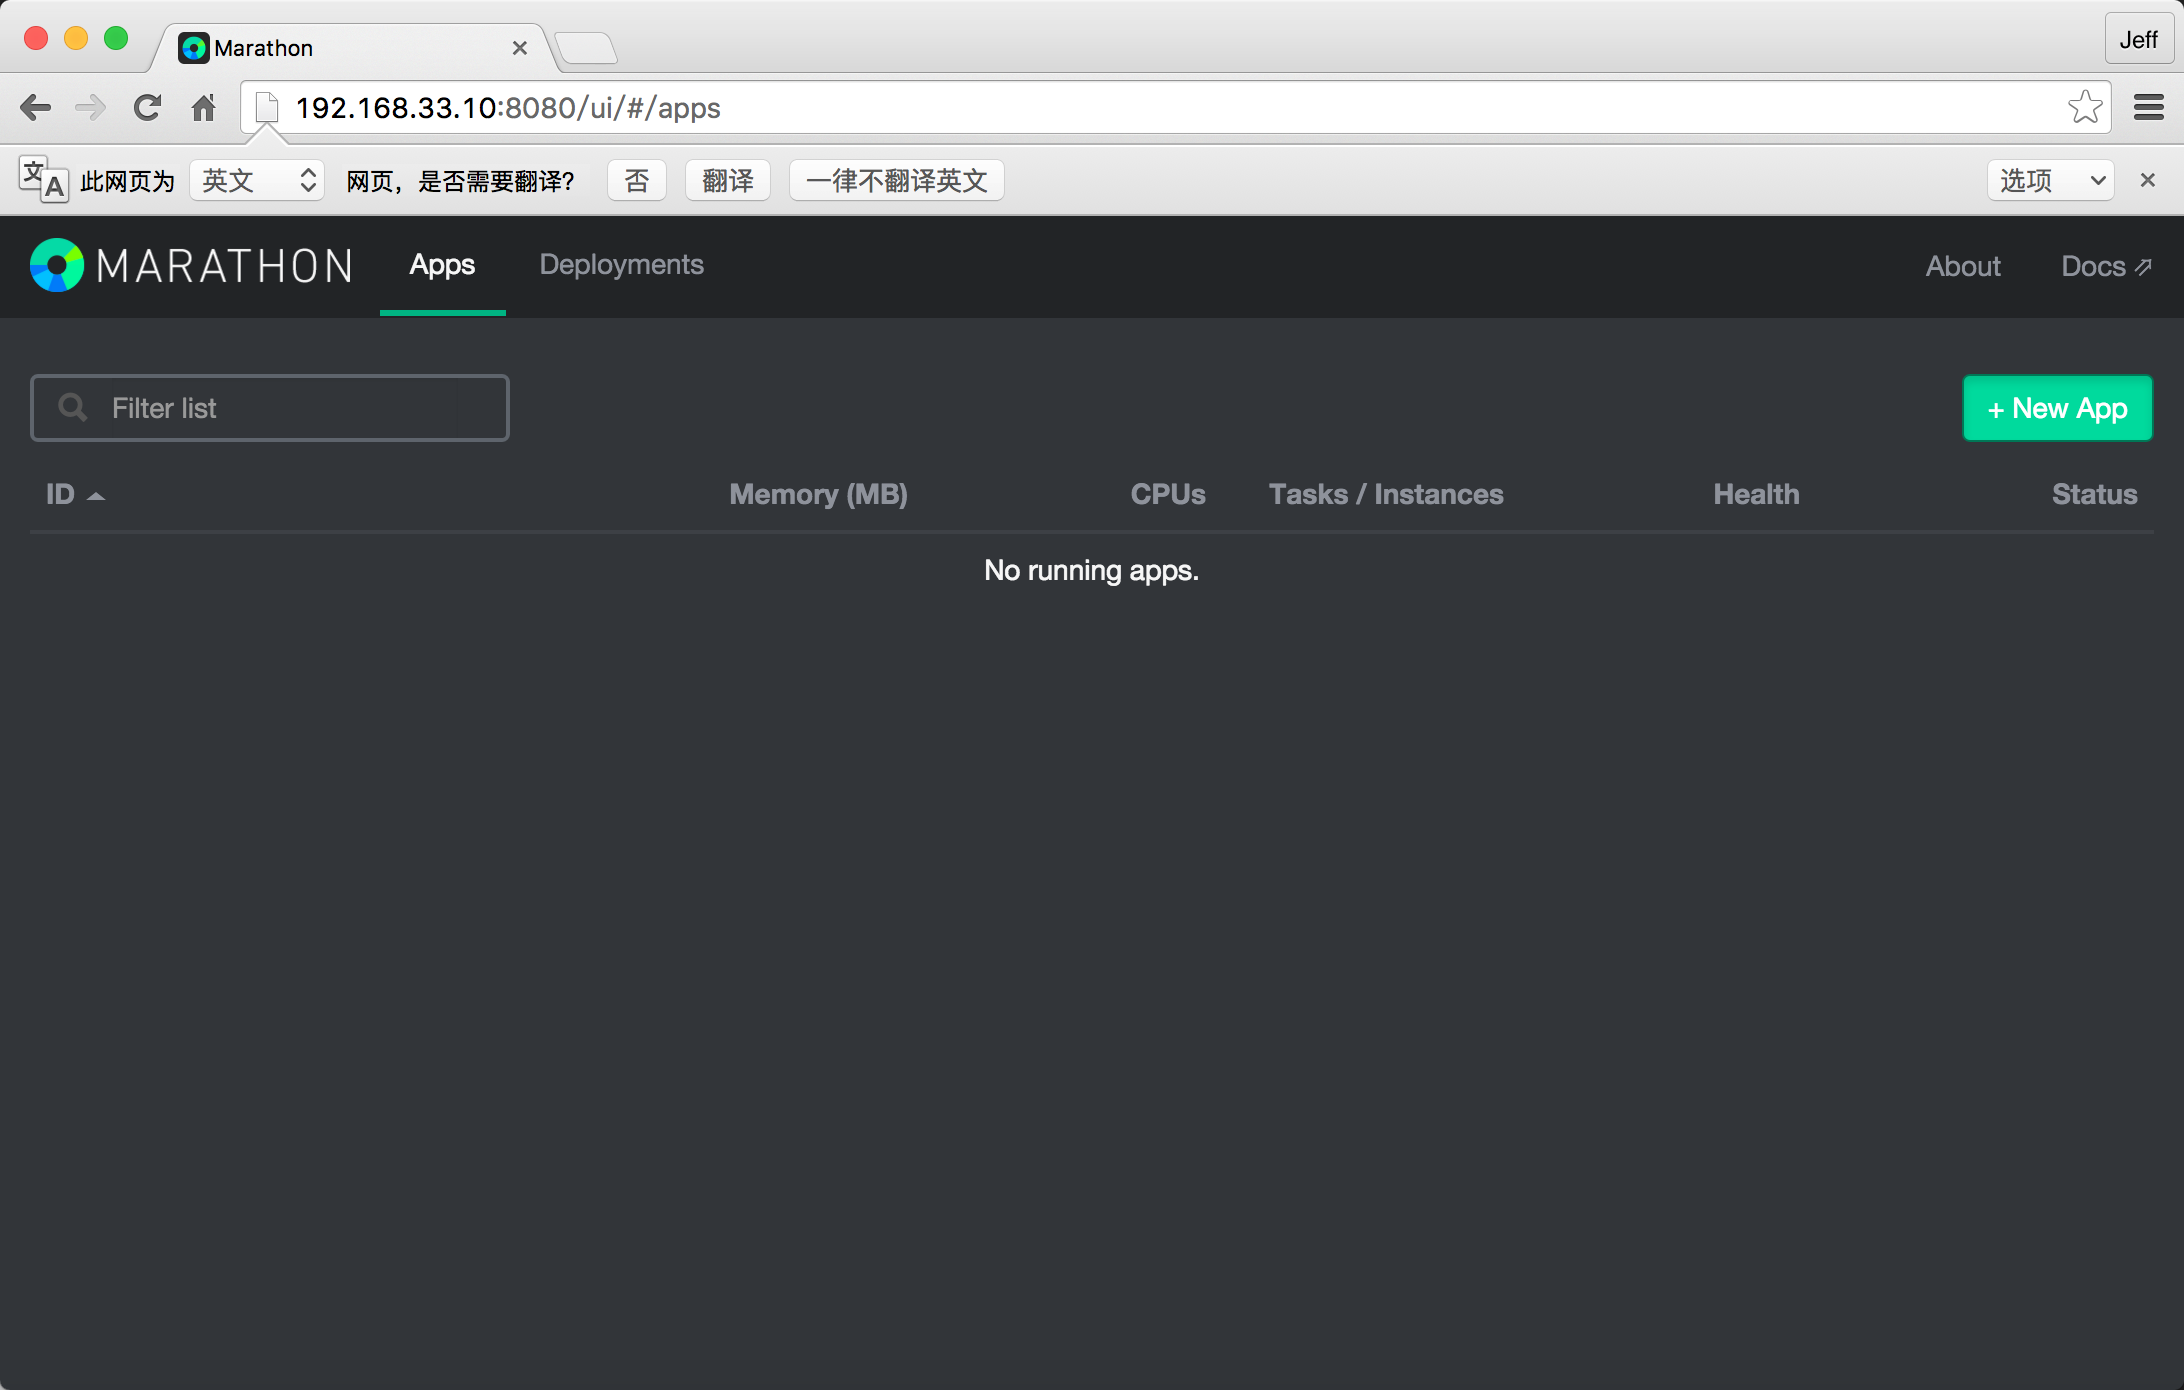 Marathon
Jeff
192.168.33.10:8080/ui/#/apps
文A 此网页为 英文 网页，是否需要翻译? 否 翻译 一律不翻译英文 选项
MARATHON Apps Deployments About Docs
Filter list + New App
ID Memory (MB) CPUs Tasks / Instances Health Status
No running apps.